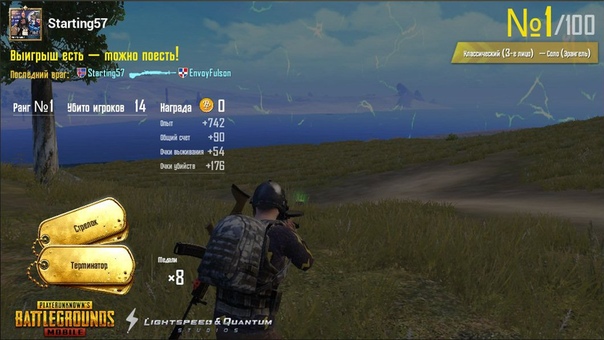 Starting57
№1/100
Выигрыш есть — можно поесть!
Классический (3-е лицо) — Соло (Эрангель)
Последний враг: Starting57 EnvoyFulson
Ранг №1 Убито игроков 14 Награда 0
Опыт +742
Общий счет +90
Очки выживания +54
Очки убийств +176
Стрелок
Терминатор
Медали
×8
PLAYERUNKNOWN'S
BATTLEGROUNDS
MOBILE
LIGHTSPEED & QUANTUM
STUDIOS